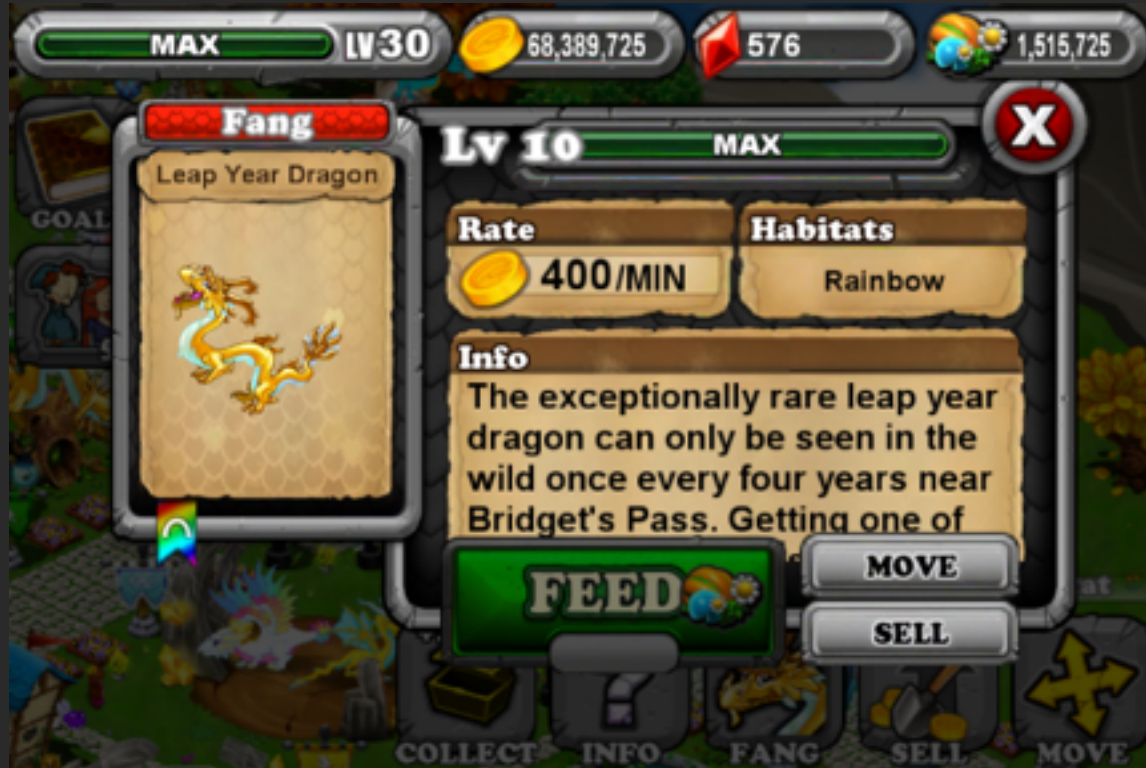 MAX LV30 68,389,725 576 1,515,725
Fang
Leap Year Dragon
Lv 10 MAX
X
Rate
400/MIN
Habitats
Rainbow
Info
The exceptionally rare leap year
dragon can only be seen in the
wild once every four years near
Bridget's Pass. Getting one of
GOAL
FEED
MOVE
SELL
COLLECT INFO FANG SELL MOVE